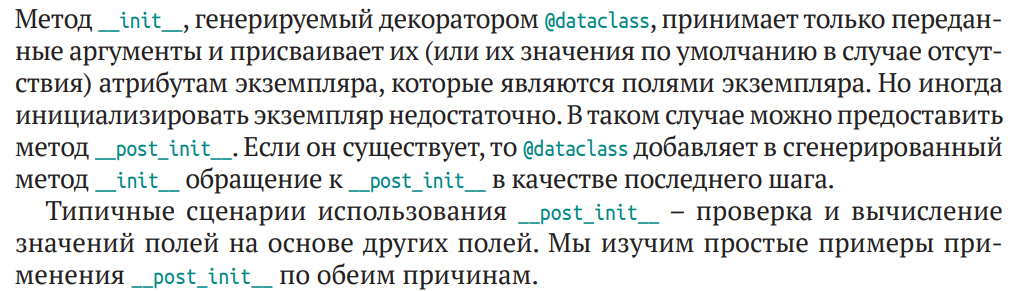 Метод __init__, генерируемый декоратором @dataclass, принимает только передан-
ные аргументы и присваивает их (или их значения по умолчанию в случае отсут-
ствия) атрибутам экземпляра, которые являются полями экземпляра. Но иногда
инициализировать экземпляр недостаточно. В таком случае можно предоставить
метод __post_init__. Если он существует, то @dataclass добавляет в сгенерированный
метод __init__ обращение к __post_init__ в качестве последнего шага.
Типичные сценарии использования __post_init__ – проверка и вычисление
значений полей на основе других полей. Мы изучим простые примеры при-
менения __post_init__ по обеим причинам.